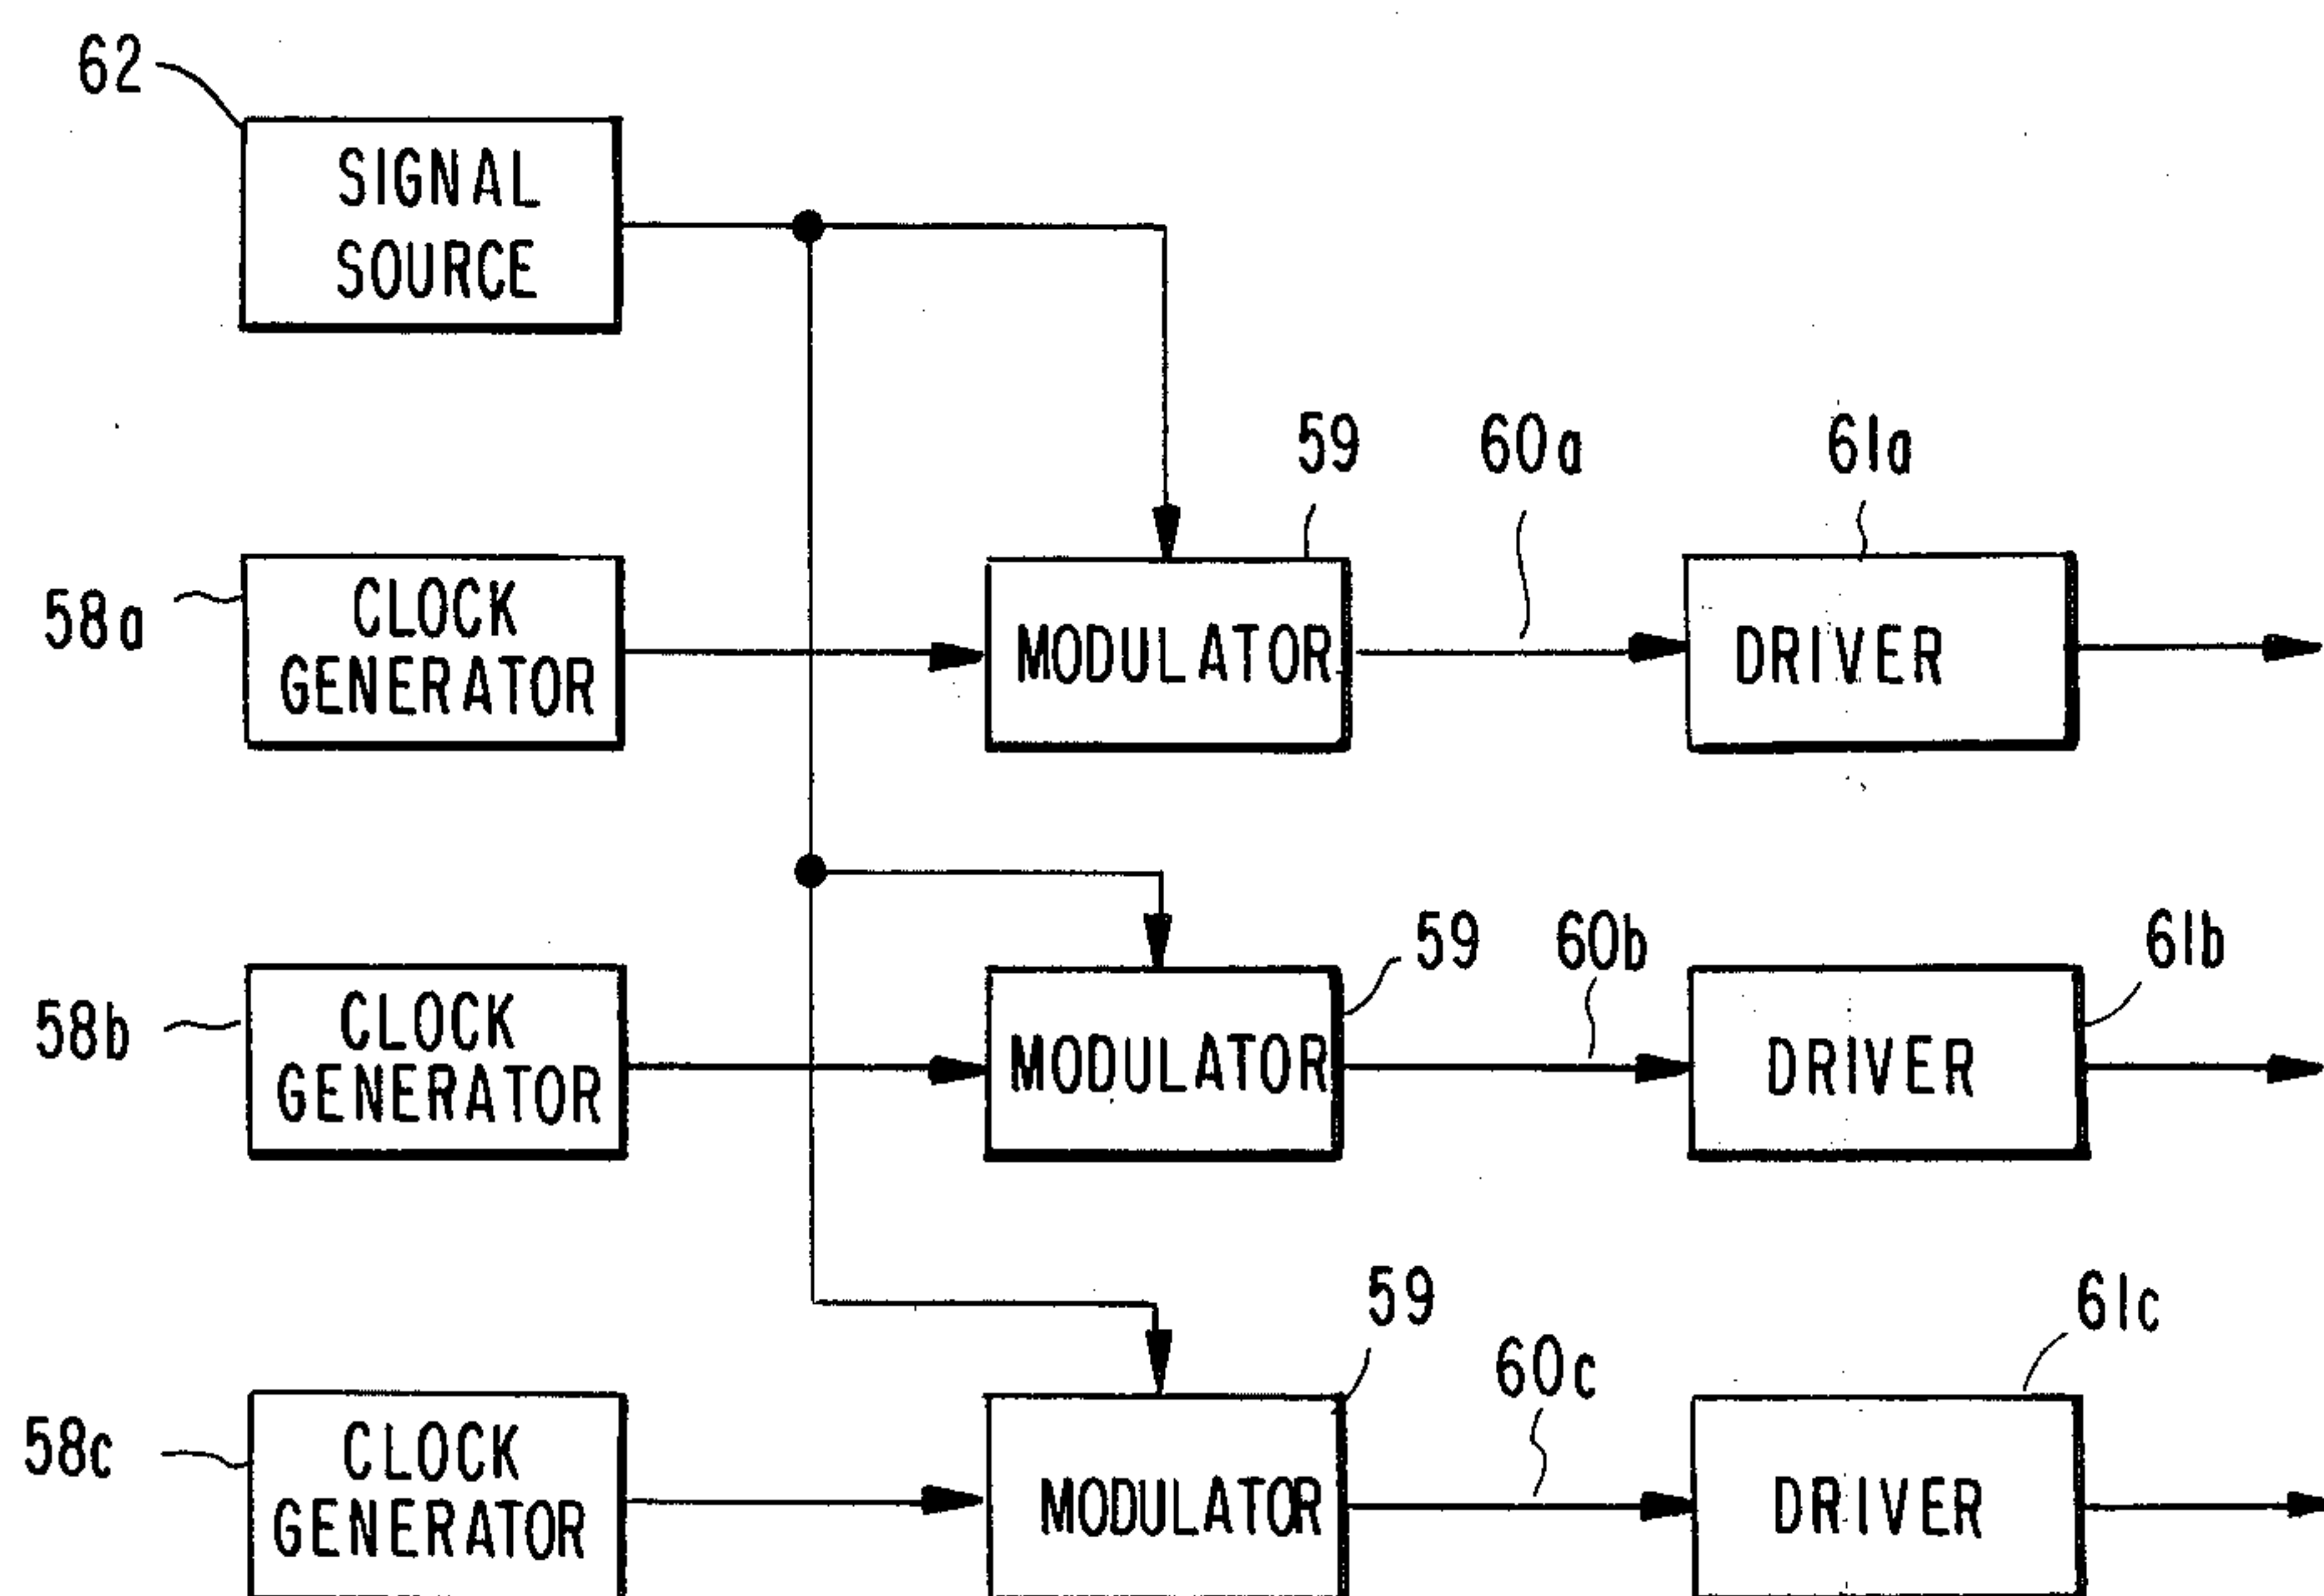 62
SIGNAL
SOURCE
59
60a
61a
58a
CLOCK
GENERATOR
MODULATOR
DRIVER
59
60b
61b
58b
CLOCK
GENERATOR
MODULATOR
DRIVER
59
60c
61c
58c
CLOCK
GENERATOR
MODULATOR
DRIVER